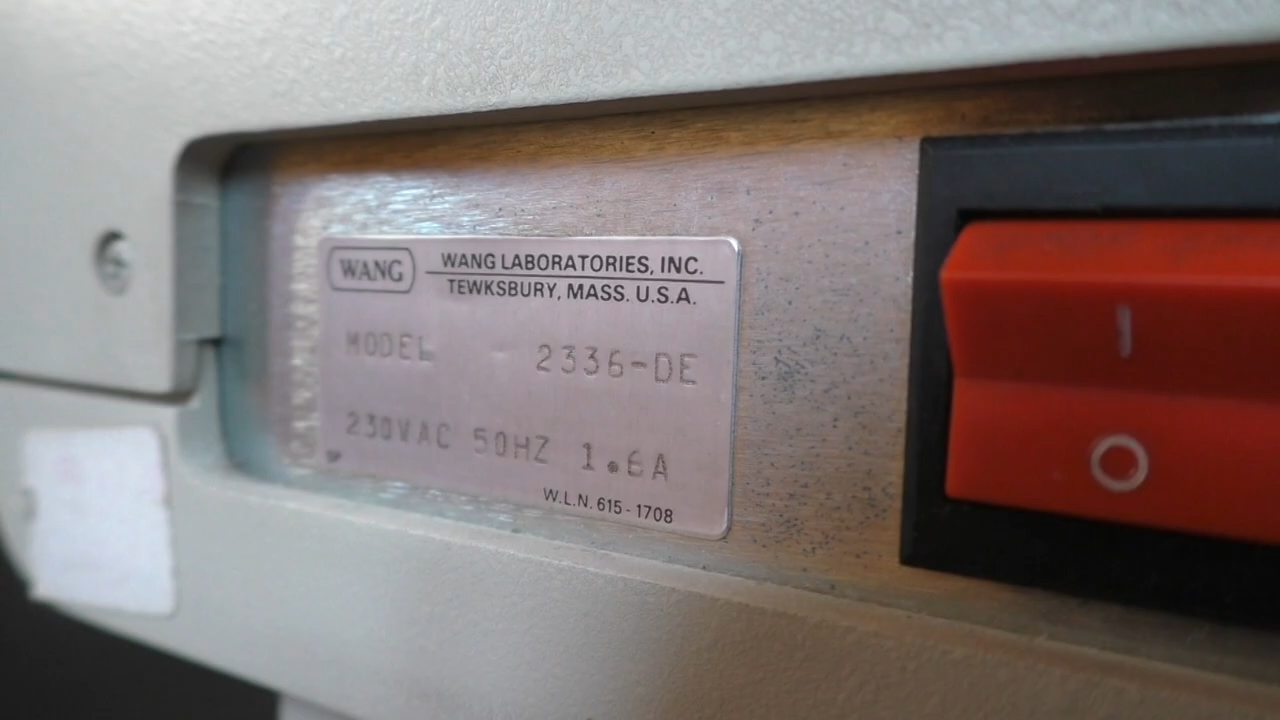 WANG
WANG LABORATORIES, INC.
TEWKSBURY, MASS. U.S.A.
MODEL - 2336-DE
230VAC 50HZ 1.6A
W.L.N. 615-1708
I
O